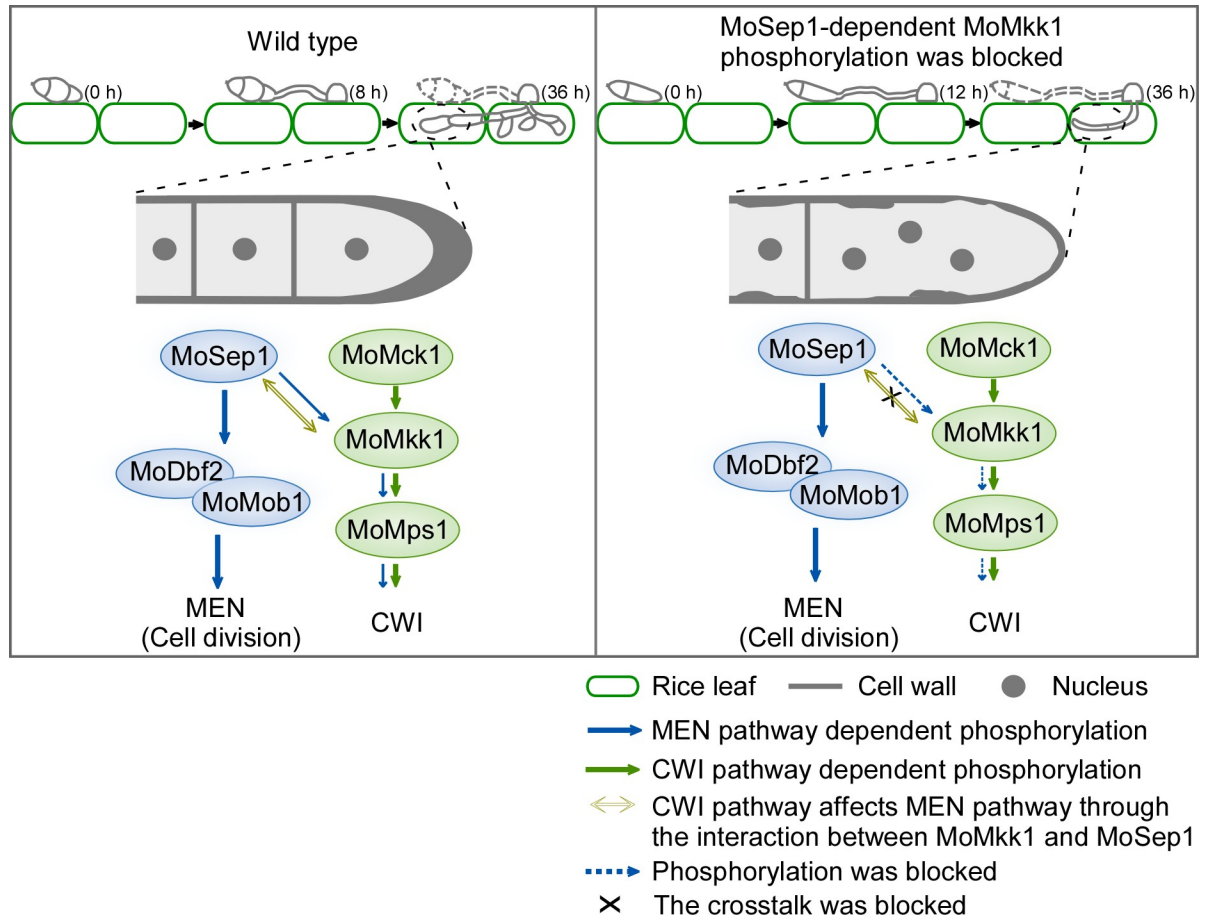 Wild type
(0 h)
(8 h)
(36 h)
MoSep1
MoMck1
MoMkk1
MoDbf2
MoMob1
MoMps1
MEN
(Cell division)
CWI
MoSep1-dependent MoMkk1
phosphorylation was blocked
(0 h)
(12 h)
(36 h)
MoSep1
MoMck1
MoMkk1
MoDbf2
MoMob1
MoMps1
MEN
(Cell division)
CWI
Rice leaf
Cell wall
Nucleus
MEN pathway dependent phosphorylation
CWI pathway dependent phosphorylation
CWI pathway affects MEN pathway through
the interaction between MoMkk1 and MoSep1
Phosphorylation was blocked
The crosstalk was blocked